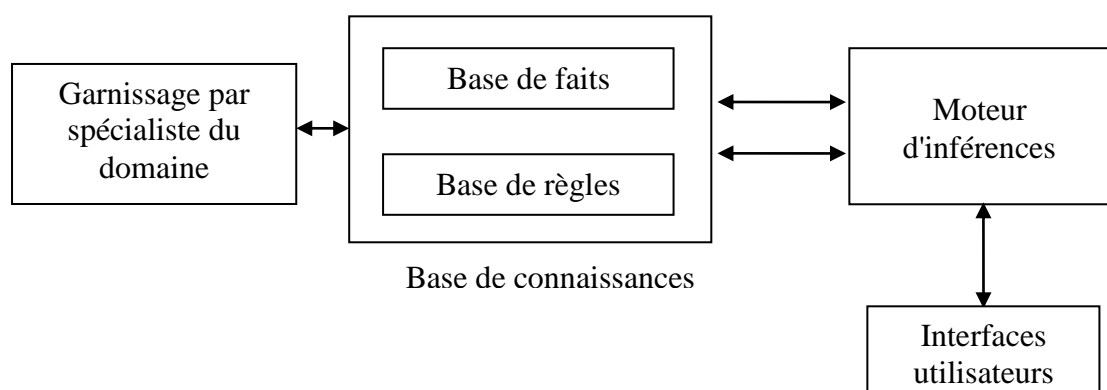 Garnissage par
spécialiste du
domaine
Base de faits
Base de règles
Base de connaissances
Moteur
d'inférences
Interfaces
utilisateurs